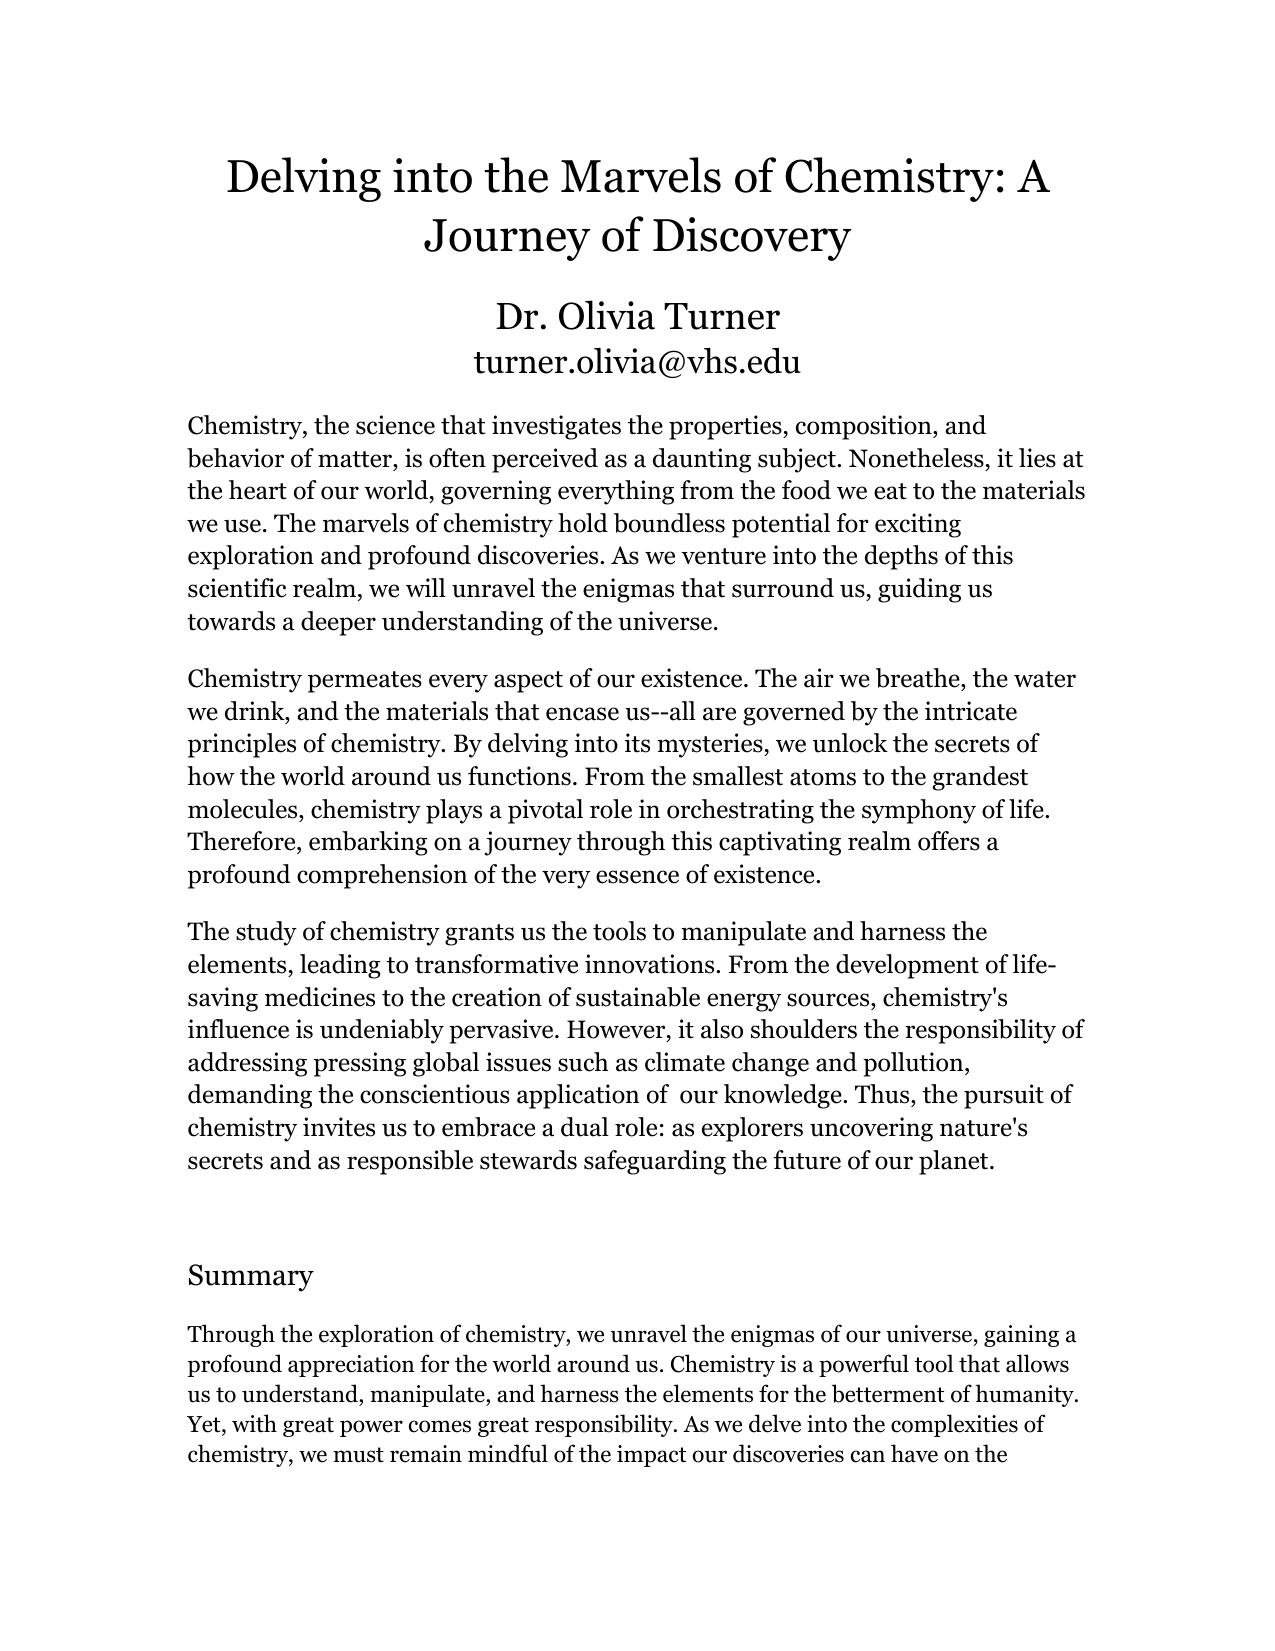 Delving into the Marvels of Chemistry: A
Journey of Discovery
Dr. Olivia Turner
turner.olivia@vhs.edu
Chemistry, the science that investigates the properties, composition, and
behavior of matter, is often perceived as a daunting subject. Nonetheless, it lies at
the heart of our world, governing everything from the food we eat to the materials
we use. The marvels of chemistry hold boundless potential for exciting
exploration and profound discoveries. As we venture into the depths of this
scientific realm, we will unravel the enigmas that surround us, guiding us
towards a deeper understanding of the universe.
Chemistry permeates every aspect of our existence. The air we breathe, the water
we drink, and the materials that encase us--all are governed by the intricate
principles of chemistry. By delving into its mysteries, we unlock the secrets of
how the world around us functions. From the smallest atoms to the grandest
molecules, chemistry plays a pivotal role in orchestrating the symphony of life.
Therefore, embarking on a journey through this captivating realm offers a
profound comprehension of the very essence of existence.
The study of chemistry grants us the tools to manipulate and harness the
elements, leading to transformative innovations. From the development of life-
saving medicines to the creation of sustainable energy sources, chemistry's
influence is undeniably pervasive. However, it also shoulders the responsibility of
addressing pressing global issues such as climate change and pollution,
demanding the conscientious application of  our knowledge. Thus, the pursuit of
chemistry invites us to embrace a dual role: as explorers uncovering nature's
secrets and as responsible stewards safeguarding the future of our planet.
Summary
Through the exploration of chemistry, we unravel the enigmas of our universe, gaining a
profound appreciation for the world around us. Chemistry is a powerful tool that allows
us to understand, manipulate, and harness the elements for the betterment of humanity.
Yet, with great power comes great responsibility. As we delve into the complexities of
chemistry, we must remain mindful of the impact our discoveries can have on the